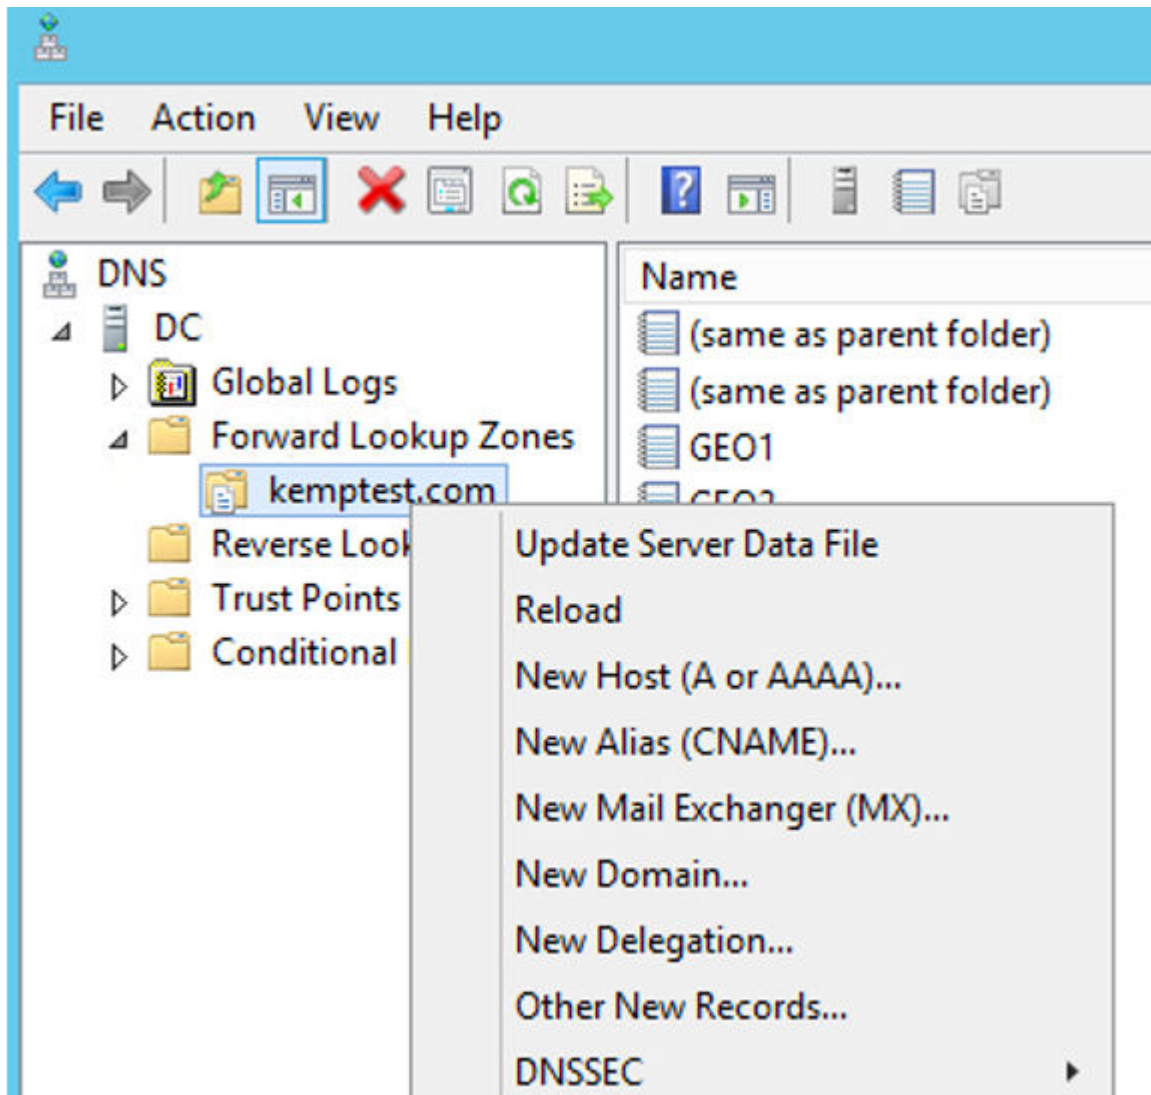 File Action View Help
DNS
DC
Global Logs
Forward Lookup Zones
kemptest.com
Reverse Look
Trust Points
Conditional
Name
(same as parent folder)
(same as parent folder)
GEO1
GEO2
Update Server Data File
Reload
New Host (A or AAAA)...
New Alias (CNAME)...
New Mail Exchanger (MX)...
New Domain...
New Delegation...
Other New Records...
DNSSEC